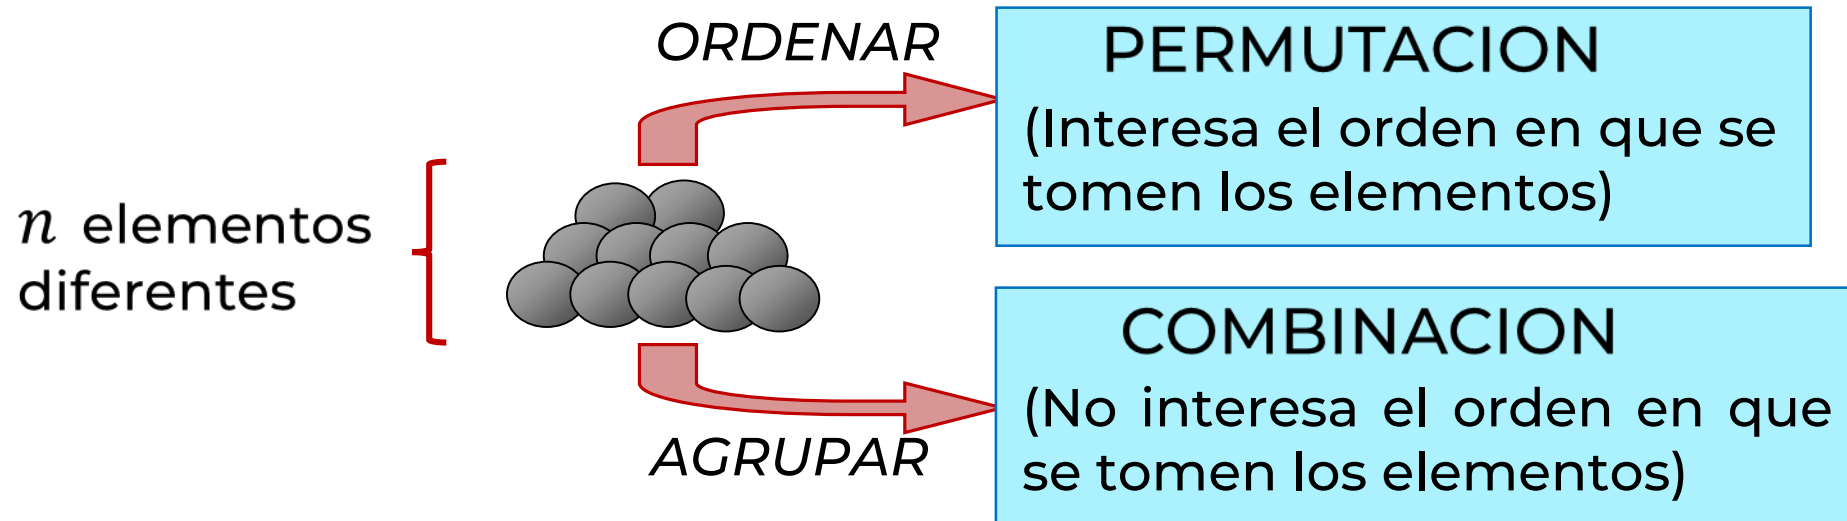 n elementos
diferentes
ORDENAR
PERMUTACION
(Interesa el orden en que se
tomen los elementos)
AGRUPAR
COMBINACION
(No interesa el orden en que
se tomen los elementos)